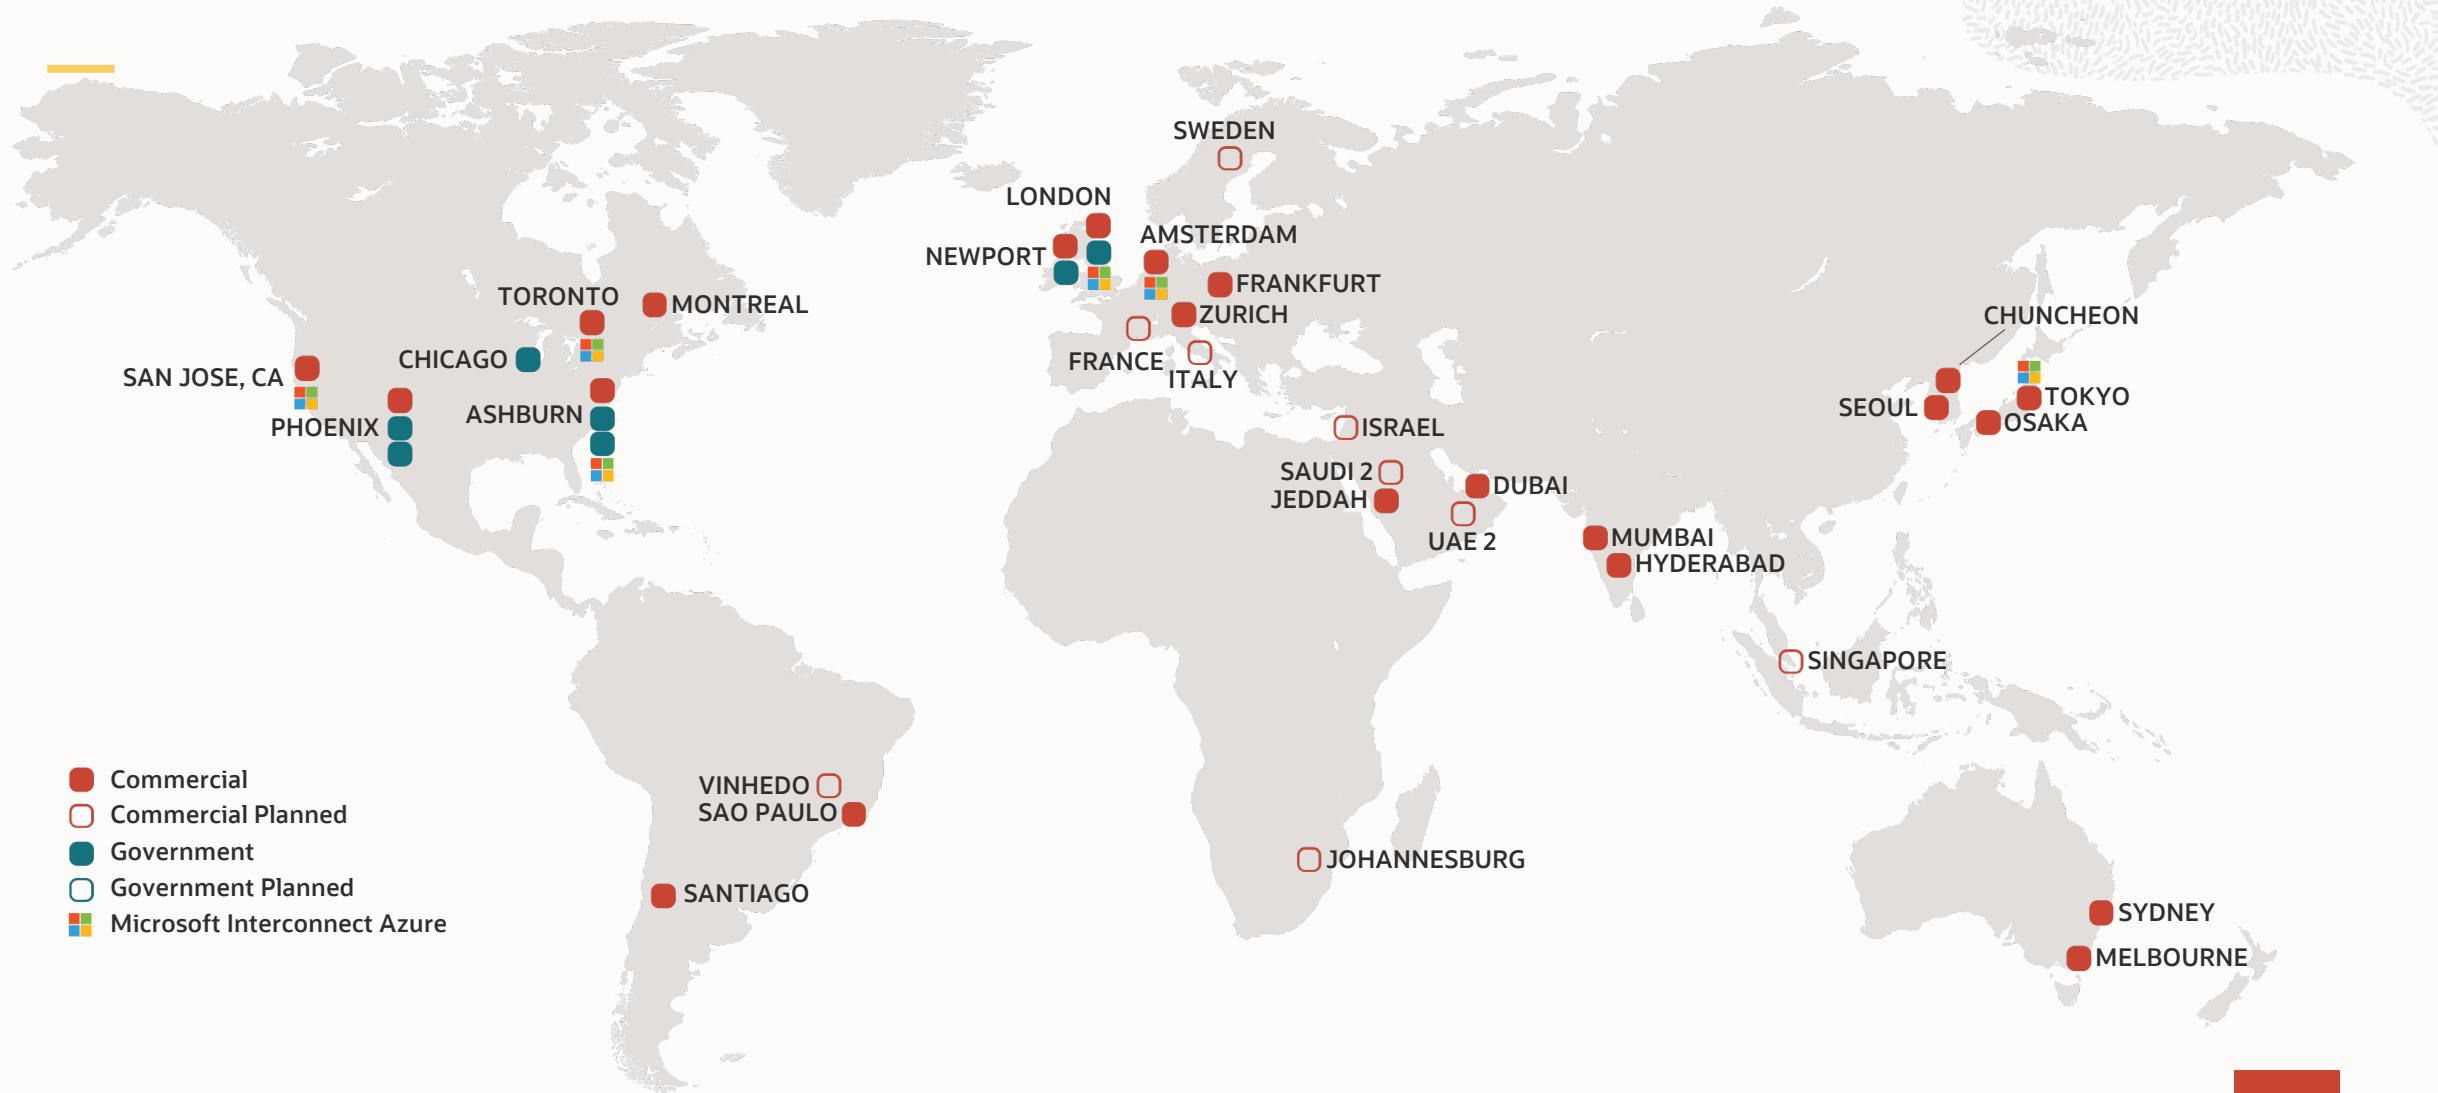 SWEDEN
LONDON
AMSTERDAM
NEWPORT
FRANKFURT
TORONTO
MONTREAL
ZURICH
CHUNCHEON
CHICAGO
FRANCE
ITALY
SAN JOSE, CA
PHOENIX
ASHBURN
ISRAEL
SEOUL
TOKYO
OSAKA
SAUDI 2
JEDDAH
DUBAI
UAE 2
MUMBAI
HYDERABAD
SINGAPORE
VINHEDO
SAO PAULO
SANTIAGO
JOHANNESBURG
SYDNEY
MELBOURNE
Commercial
Commercial Planned
Government
Government Planned
Microsoft Interconnect Azure